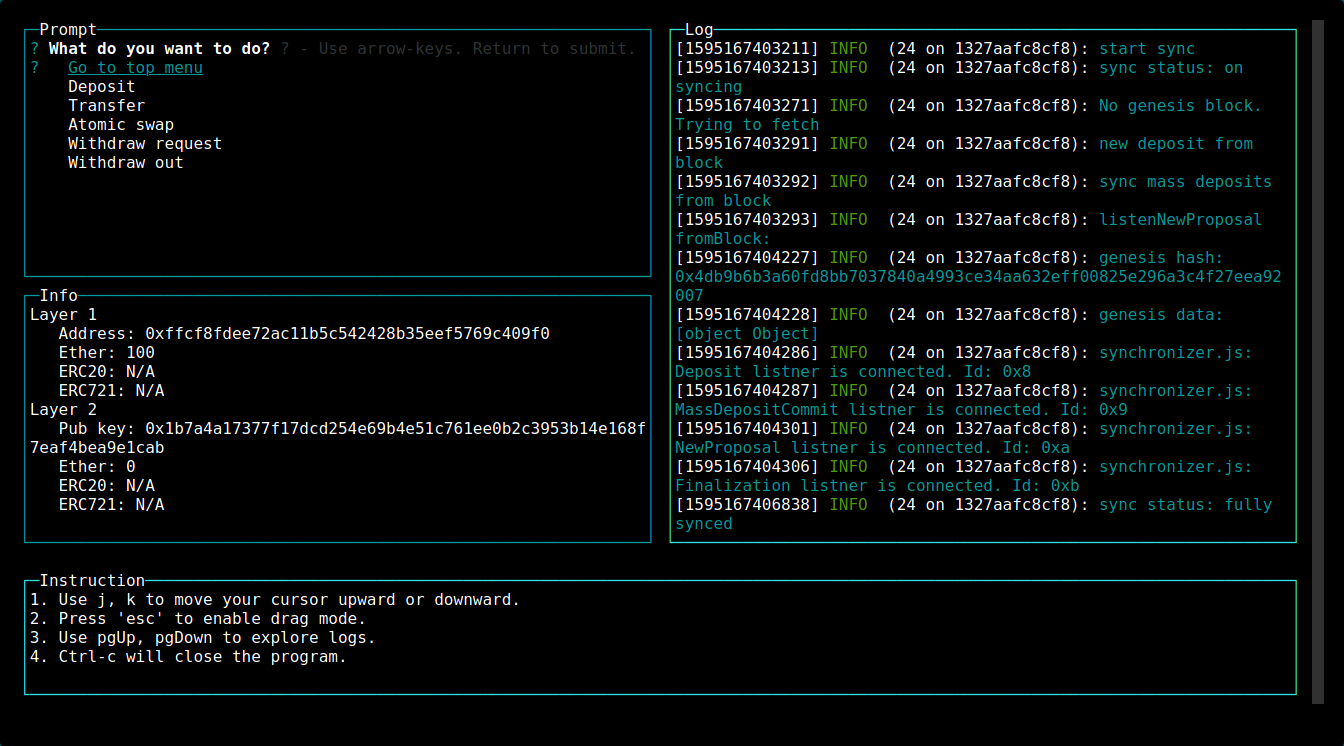 Prompt
? What do you want to do? ? - Use arrow-keys. Return to submit.
? Go to top menu
Deposit
Transfer
Atomic swap
Withdraw request
Withdraw out
Info
Layer 1
Address: 0xffcf8fdee72ac11b5c542428b35eef5769c409f0
Ether: 100
ERC20: N/A
ERC721: N/A
Layer 2
Pub key: 0x1b7a4a17377f17dcd254e69b4e51c761ee0b2c3953b14e168f
7eaf4bea9e1cab
Ether: 0
ERC20: N/A
ERC721: N/A
Log
[1595167403211] INFO (24 on 1327aafc8cf8): start sync
[1595167403213] INFO (24 on 1327aafc8cf8): sync status: on
syncing
[1595167403271] INFO (24 on 1327aafc8cf8): No genesis block.
Trying to fetch
[1595167403291] INFO (24 on 1327aafc8cf8): new deposit from
block
[1595167403292] INFO (24 on 1327aafc8cf8): sync mass deposits
from block
[1595167403293] INFO (24 on 1327aafc8cf8): listenNewProposal
fromBlock:
[1595167404227] INFO (24 on 1327aafc8cf8): genesis hash:
0x4db9b6b3a60fd8bb7037840a4993ce34aa632eff00825e296a3c4f27eea92
007
[1595167404228] INFO (24 on 1327aafc8cf8): genesis data:
[object Object]
[1595167404286] INFO (24 on 1327aafc8cf8): synchronizer.js:
Deposit listner is connected. Id: 0x8
[1595167404287] INFO (24 on 1327aafc8cf8): synchronizer.js:
MassDepositCommit listner is connected. Id: 0x9
[1595167404301] INFO (24 on 1327aafc8cf8): synchronizer.js:
NewProposal listner is connected. Id: 0xa
[1595167404306] INFO (24 on 1327aafc8cf8): synchronizer.js:
Finalization listner is connected. Id: 0xb
[1595167406838] INFO (24 on 1327aafc8cf8): sync status: fully
synced
Instruction
1. Use j, k to move your cursor upward or downward.
2. Press 'esc' to enable drag mode.
3. Use pgUp, pgDown to explore logs.
4. Ctrl-c will close the program.